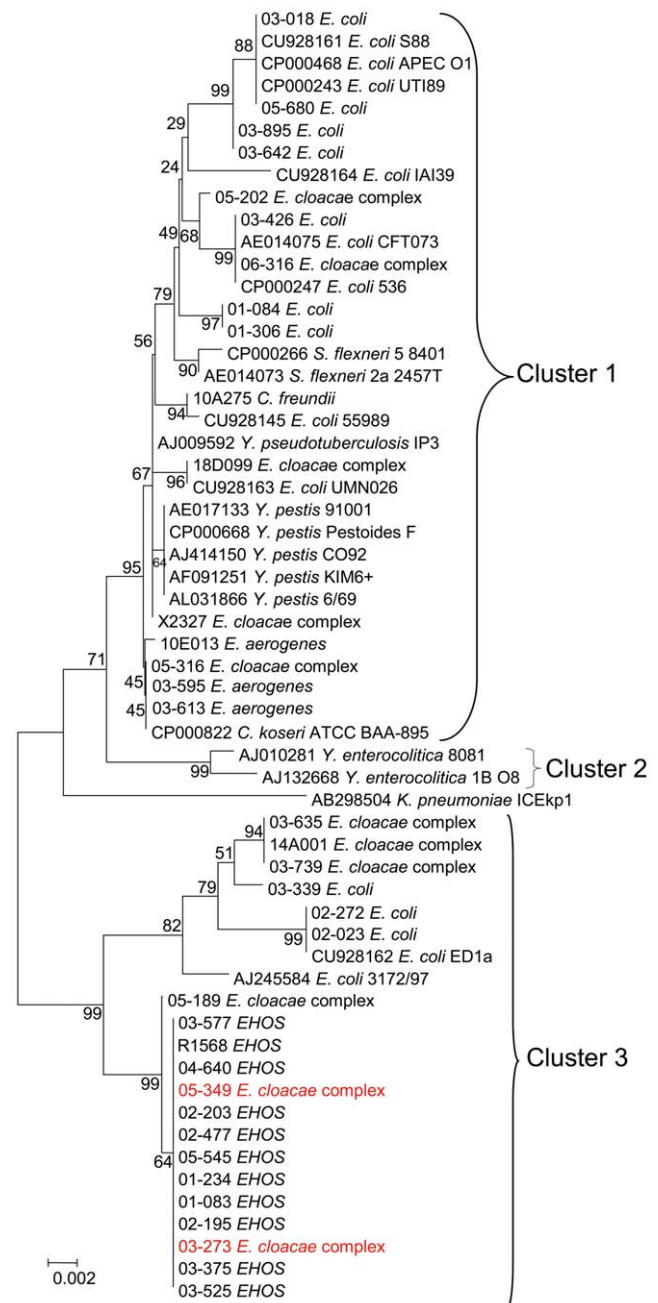 03-018 E. coli
88
CU928161 E. coli S88
CP000468 E. coli APEC O1
CP000243 E. coli UTI89
99
05-680 E. coli
29
03-895 E. coli
03-642 E. coli
24
CU928164 E. coli IAI39
05-202 E. cloacae complex
03-426 E. coli
49
68
AE014075 E. coli CFT073
99
06-316 E. cloacae complex
CP000247 E. coli 536
79
01-084 E. coli
97
01-306 E. coli
56
CP000266 S. flexneri 5 8401
90
AE014073 S. flexneri 2a 2457T
Cluster 1
10A275 C. freundii
94
CU928145 E. coli 55989
AJ009592 Y. pseudotuberculosis IP3
67
18D099 E. cloacae complex
96
CU928163 E. coli UMN026
AE017133 Y. pestis 91001
CP000668 Y. pestis Pestoides F
AJ414150 Y. pestis CO92
64
95
AF091251 Y. pestis KIM6+
AL031866 Y. pestis 6/69
X2327 E. cloacae complex
10E013 E. aerogenes
71
05-316 E. cloacae complex
45
03-595 E. aerogenes
45
03-613 E. aerogenes
CP000822 C. koseri ATCC BAA-895
AJ010281 Y. enterocolitica 8081
99
AJ132668 Y. enterocolitica 1B O8
Cluster 2
AB298504 K. pneumoniae ICEkp1
03-635 E. cloacae complex
94
14A001 E. cloacae complex
51
03-739 E. cloacae complex
79
03-339 E. coli
02-272 E. coli
82
99
02-023 E. coli
CU928162 E. coli ED1a
AJ245584 E. coli 3172/97
99
05-189 E. cloacae complex
03-577 EHOS
R1568 EHOS
04-640 EHOS
Cluster 3
99
05-349 E. cloacae complex
02-203 EHOS
02-477 EHOS
05-545 EHOS
64
01-234 EHOS
01-083 EHOS
02-195 EHOS
03-273 E. cloacae complex
03-375 EHOS
03-525 EHOS
0.002